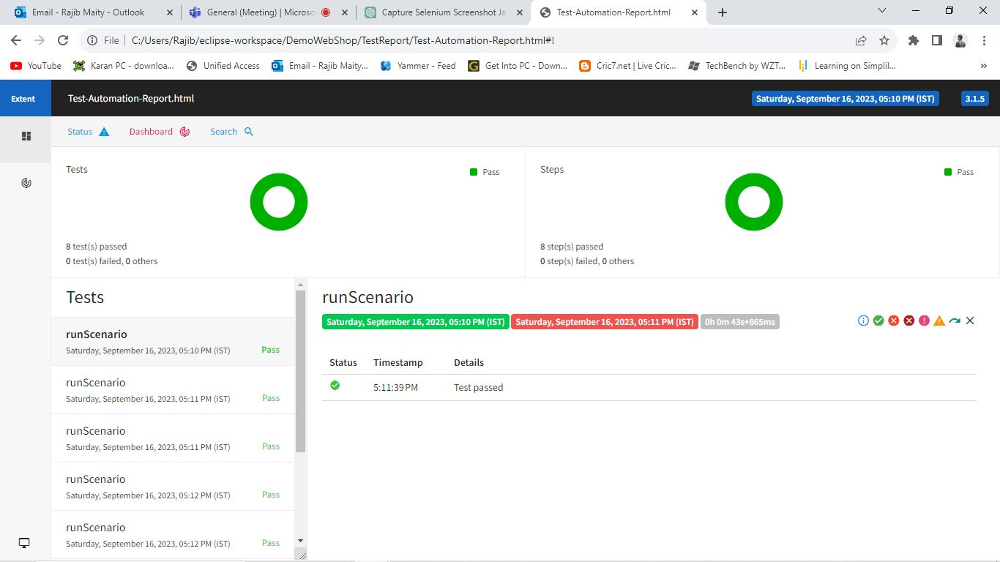 Email - Rajib Maity - Outlook
General (Meeting) | Microso
Capture Selenium Screenshot Ja
Test-Automation-Report.html
File
C:/Users/Rajib/eclipse-workspace/DemoWebShop/TestReport/Test-Automation-Report.html#!
YouTube
Karan PC - downloa...
Unified Access
Email - Rajib Maity...
Yammer - Feed
Get Into PC - Down...
Cric7.net | Live Cric...
TechBench by WZT...
Learning on Simplil...
»
Extent
Test-Automation-Report.html
Saturday, September 16, 2023, 05:10 PM (IST)
3.1.5
Status
Dashboard
Search
Tests
Pass
8 test(s) passed
0 test(s) failed, 0 others
Steps
Pass
8 step(s) passed
0 step(s) failed, 0 others
Tests
runScenario
Saturday, September 16, 2023, 05:10 PM (IST)
Pass
runScenario
Saturday, September 16, 2023, 05:11 PM (IST)
Pass
runScenario
Saturday, September 16, 2023, 05:11 PM (IST)
Pass
runScenario
Saturday, September 16, 2023, 05:12 PM (IST)
Pass
runScenario
Saturday, September 16, 2023, 05:12 PM (IST)
Pass
runScenario
Saturday, September 16, 2023, 05:10 PM (IST)
Saturday, September 16, 2023, 05:11 PM (IST)
0h 0m 43s+865ms
Status Timestamp Details
5:11:39 PM Test passed